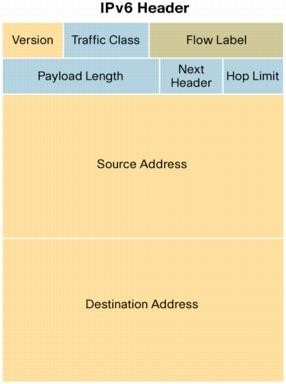 IPv6 Header
Version Traffic Class Flow Label
Payload Length Next Header Hop Limit
Source Address
Destination Address